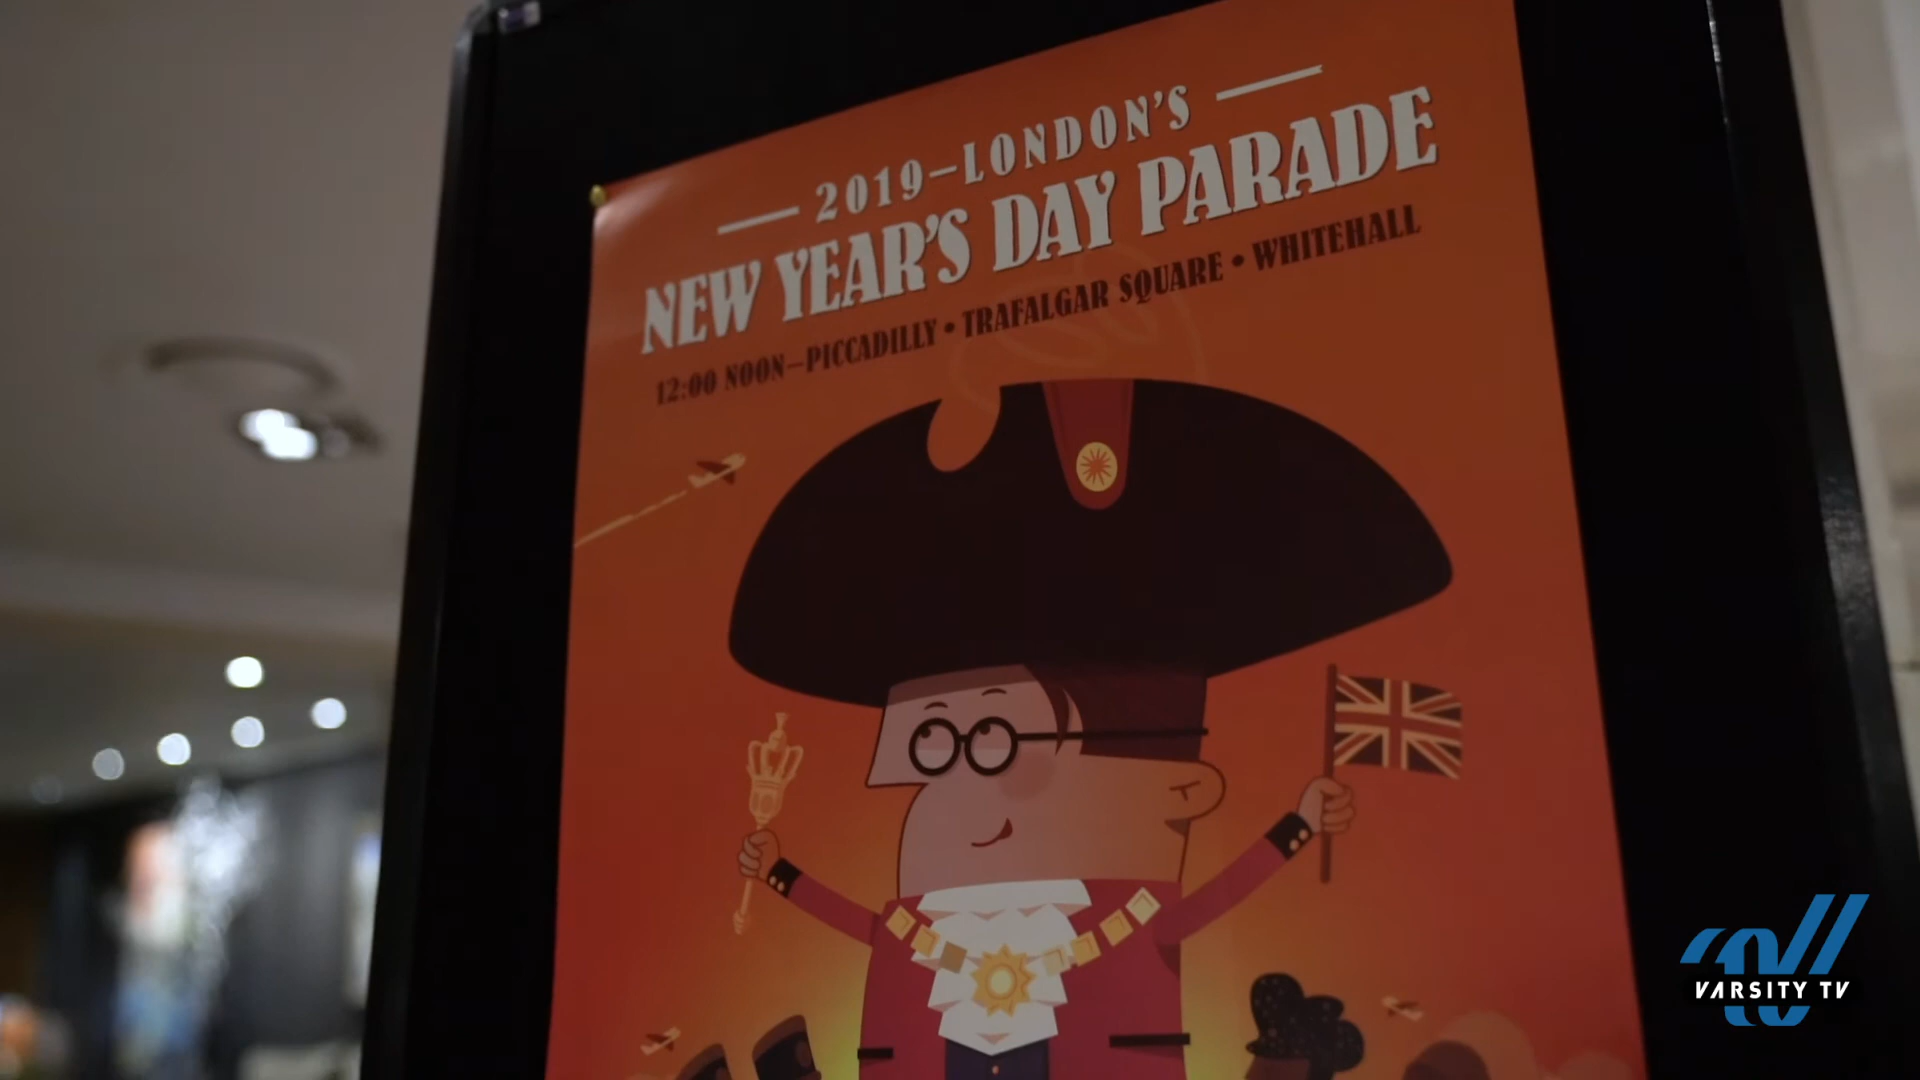 2019–LONDON'S
NEW YEAR'S DAY PARADE
12:00 NOON–PICCADILLY • TRAFALGAR SQUARE • WHITEHALL
VARSITY TV